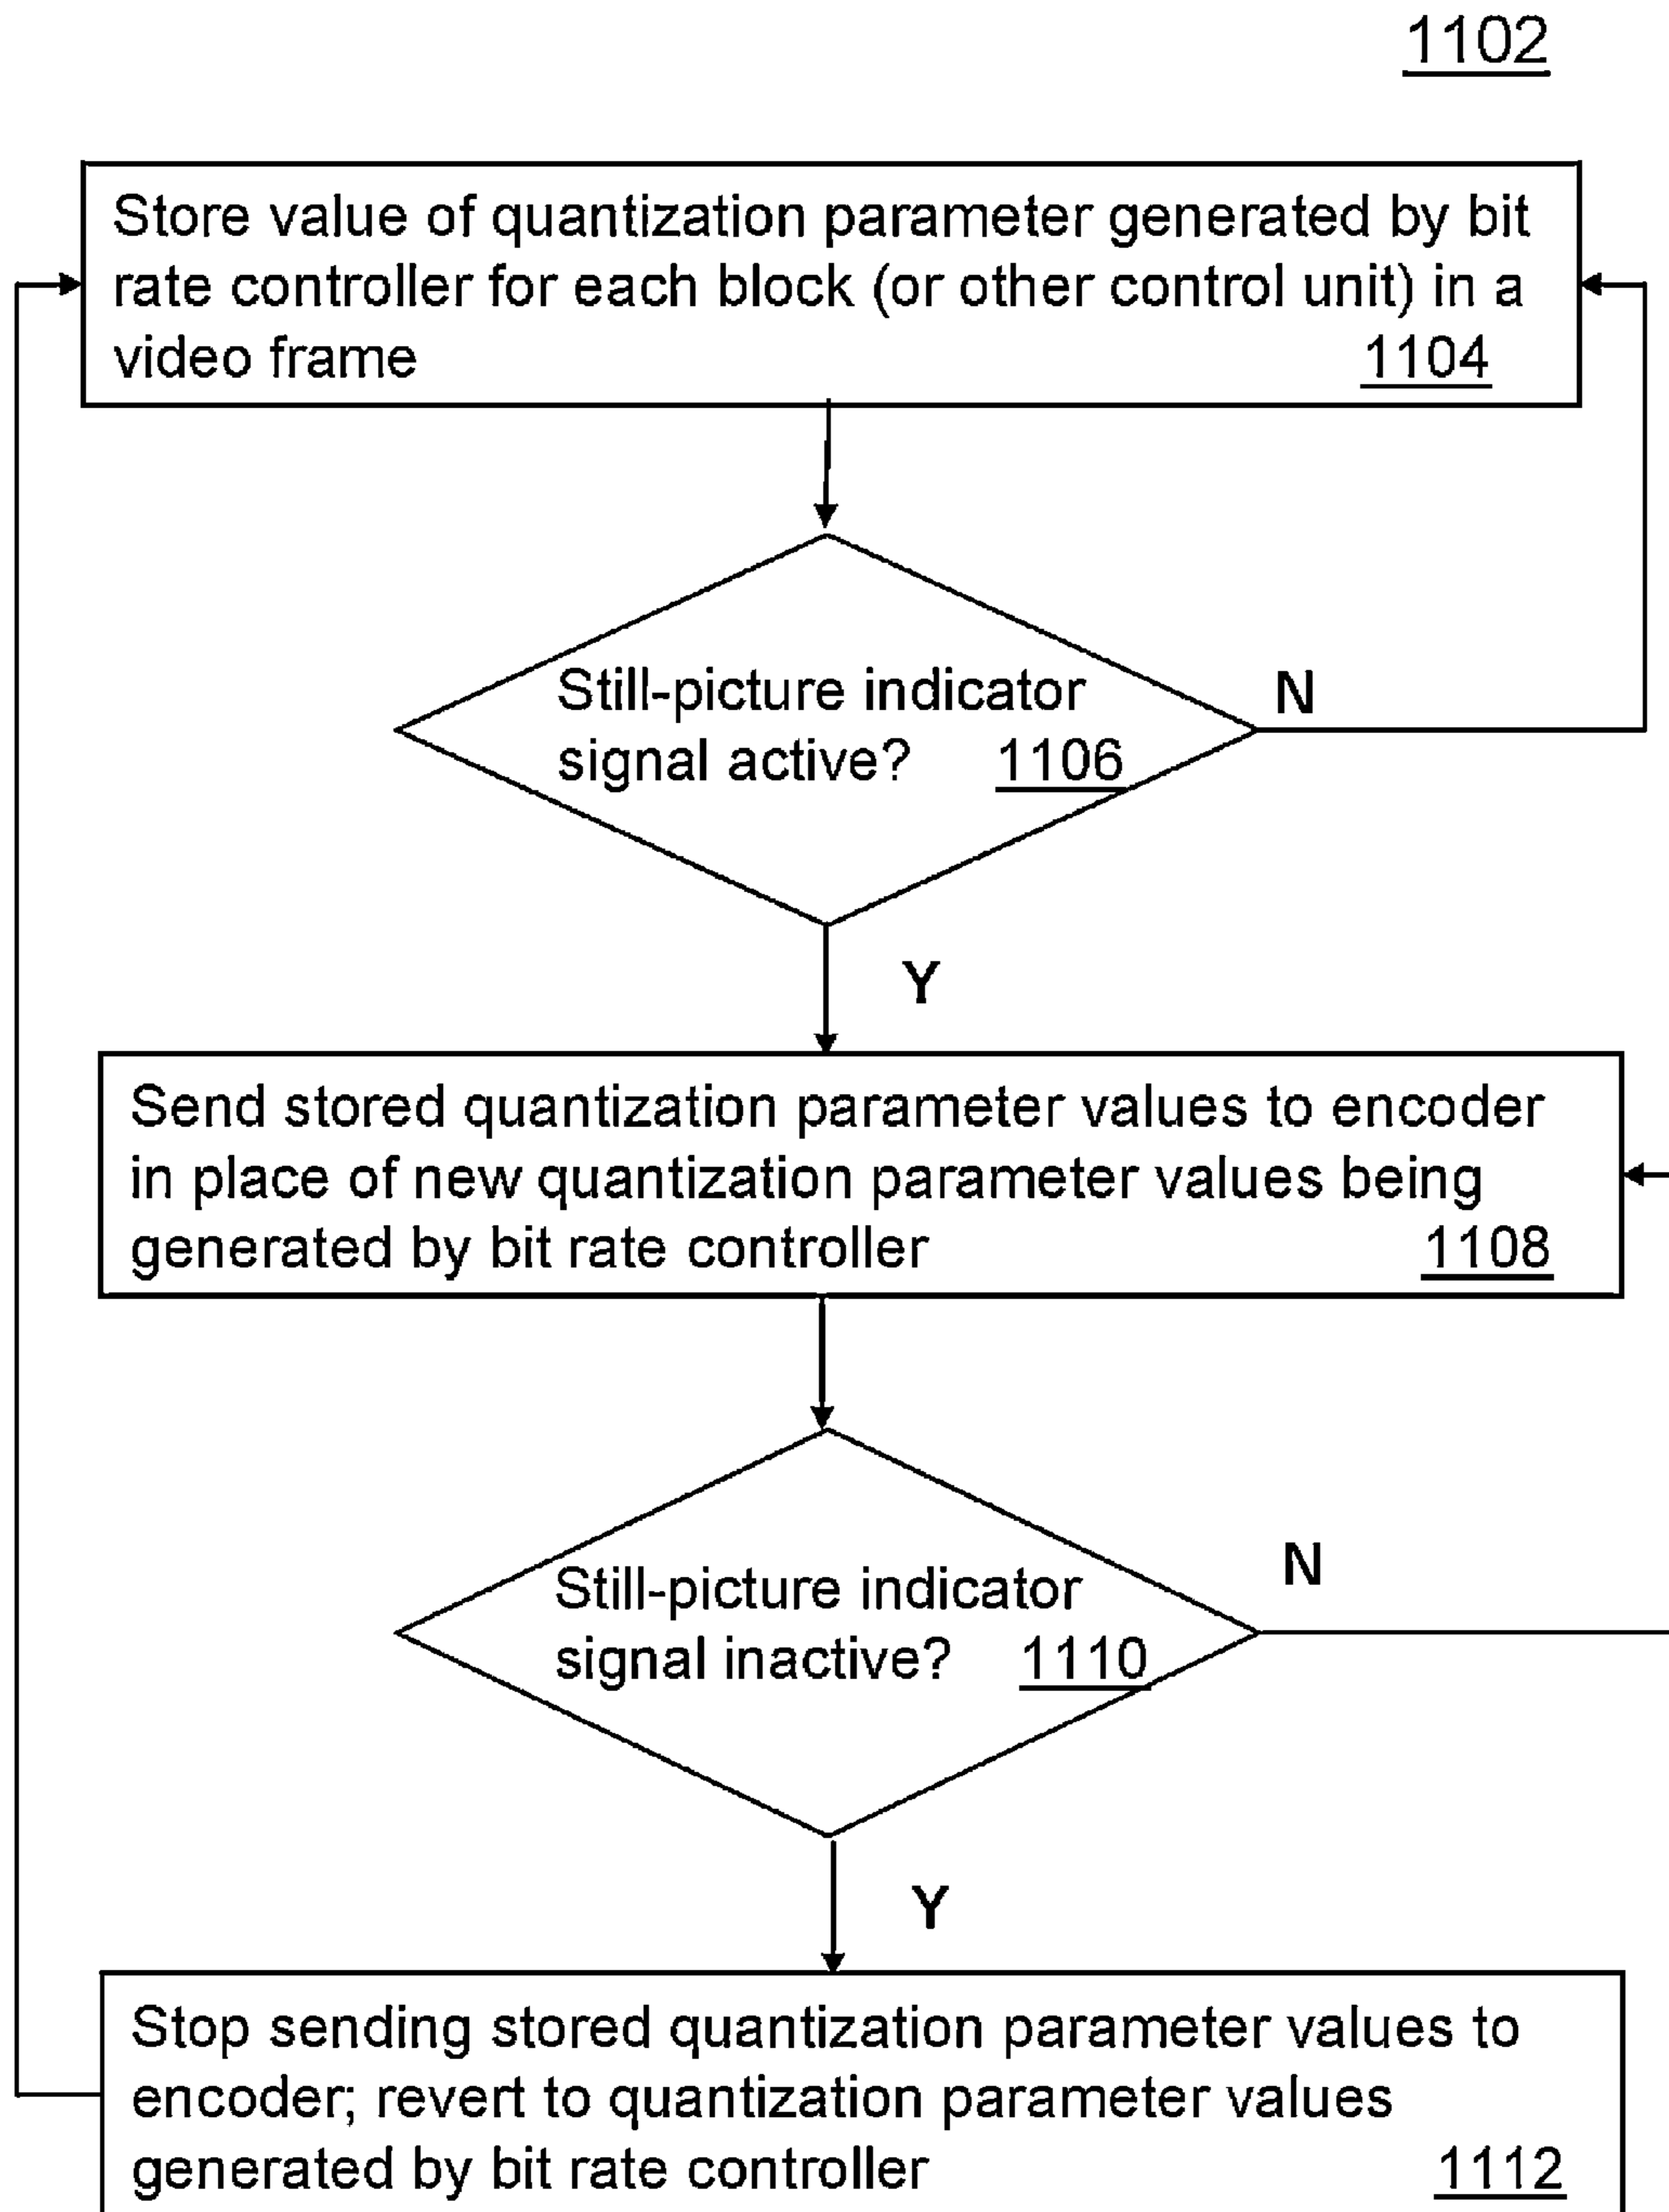 1102
Store value of quantization parameter generated by bit
rate controller for each block (or other control unit) in a
video frame 1104
Still-picture indicator
signal active? 1106
N
Y
Send stored quantization parameter values to encoder
in place of new quantization parameter values being
generated by bit rate controller 1108
Still-picture indicator
signal inactive? 1110
N
Y
Stop sending stored quantization parameter values to
encoder; revert to quantization parameter values
generated by bit rate controller 1112